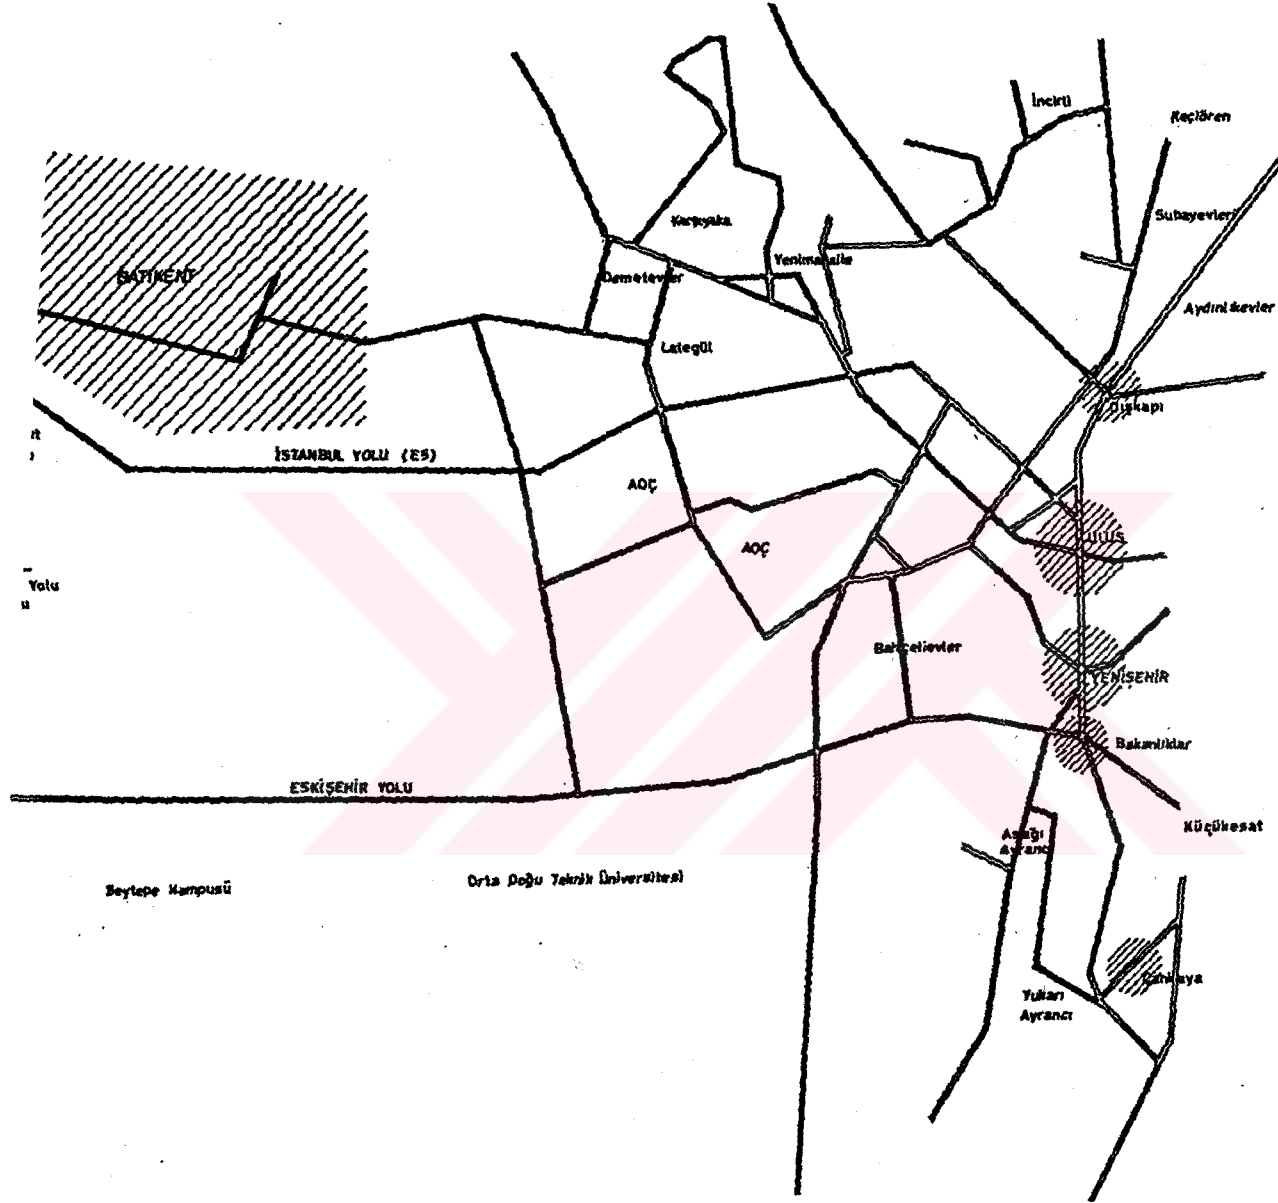 İncirli
Keçiören
Subayevleri
Karşıyaka
Yenimahalle
Demetevler
BATIKENT
Aydınlıkevler
Lalegül
Dışkapı
İSTANBUL YOLU (E5)
AOÇ
ULUS
AOÇ
Yolu
Bahçelievler
YENİŞEHİR
Bakanlıklar
ESKİŞEHİR YOLU
Küçükesat
Aşağı
Ayrancı
Orta Doğu Teknik Üniversitesi
Beytepe Kampusü
Çankaya
Yukarı
Ayrancı